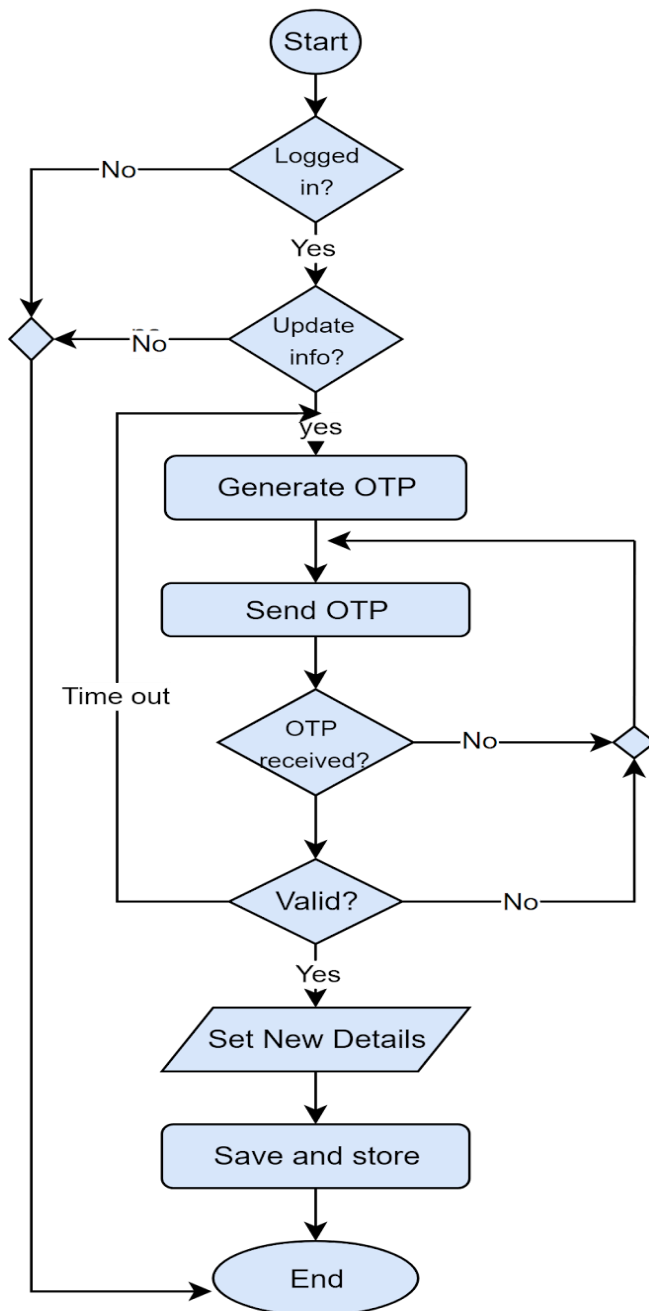 Start
Logged
in?
No
Yes
Update
info?
No
yes
Generate OTP
Send OTP
Time out
OTP
received?
No
Valid?
No
Yes
Set New Details
Save and store
End